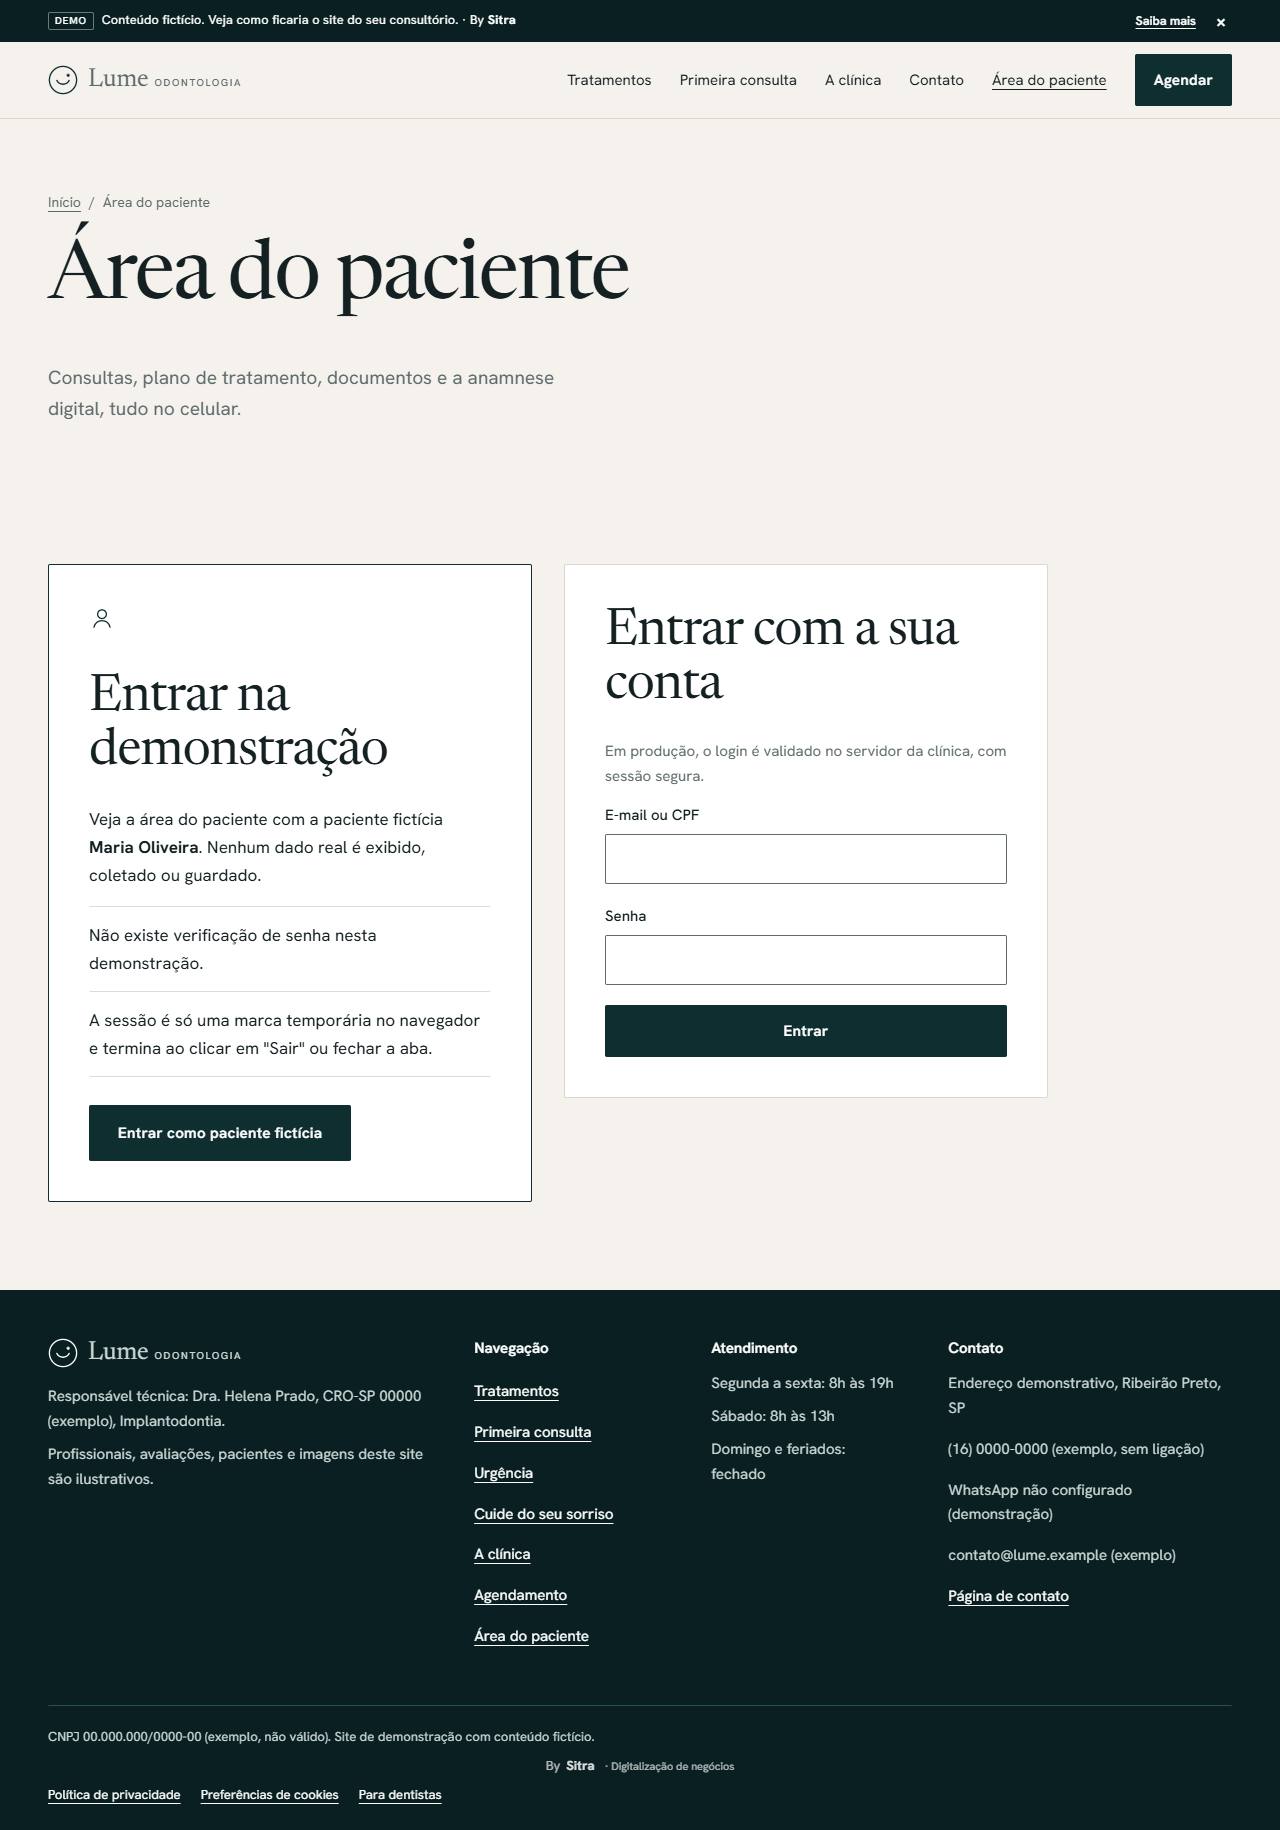 DEMO Conteúdo fictício. Veja como ficaria o site do seu consultório. · By Sitra
Saiba mais ×
Lume ODONTOLOGIA
Tratamentos Primeira consulta A clínica Contato Área do paciente Agendar
Início / Área do paciente
Área do paciente
Consultas, plano de tratamento, documentos e a anamnese
digital, tudo no celular.
Entrar na
demonstração
Veja a área do paciente com a paciente fictícia
Maria Oliveira. Nenhum dado real é exibido,
coletado ou guardado.
Não existe verificação de senha nesta
demonstração.
A sessão é só uma marca temporária no navegador
e termina ao clicar em "Sair" ou fechar a aba.
Entrar como paciente fictícia
Entrar com a sua
conta
Em produção, o login é validado no servidor da clínica, com
sessão segura.
E-mail ou CPF
Senha
Entrar
Lume ODONTOLOGIA
Responsável técnica: Dra. Helena Prado, CRO-SP 00000
(exemplo), Implantodontia.
Profissionais, avaliações, pacientes e imagens deste site
são ilustrativos.
Navegação
Tratamentos
Primeira consulta
Urgência
Cuide do seu sorriso
A clínica
Agendamento
Área do paciente
Atendimento
Segunda a sexta: 8h às 19h
Sábado: 8h às 13h
Domingo e feriados:
fechado
Contato
Endereço demonstrativo, Ribeirão Preto,
SP
(16) 0000-0000 (exemplo, sem ligação)
WhatsApp não configurado
(demonstração)
contato@lume.example (exemplo)
Página de contato
CNPJ 00.000.000/0000-00 (exemplo, não válido). Site de demonstração com conteúdo fictício.
By Sitra · Digitalização de negócios
Política de privacidade Preferências de cookies Para dentistas